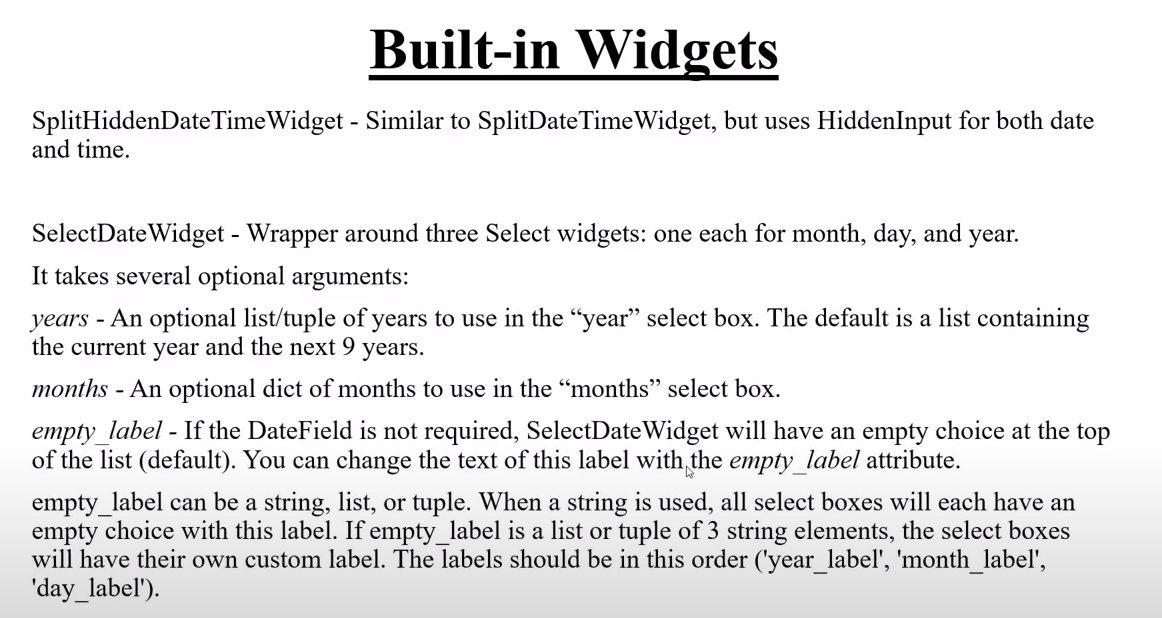 Built-in Widgets
SplitHiddenDateTimeWidget - Similar to SplitDateTimeWidget, but uses HiddenInput for both date
and time.
SelectDateWidget - Wrapper around three Select widgets: one each for month, day, and year.
It takes several optional arguments:
years - An optional list/tuple of years to use in the “year” select box. The default is a list containing
the current year and the next 9 years.
months - An optional dict of months to use in the “months” select box.
empty_label - If the DateField is not required, SelectDateWidget will have an empty choice at the top
of the list (default). You can change the text of this label with the empty_label attribute.
empty_label can be a string, list, or tuple. When a string is used, all select boxes will each have an
empty choice with this label. If empty_label is a list or tuple of 3 string elements, the select boxes
will have their own custom label. The labels should be in this order ('year_label', 'month_label',
'day_label').